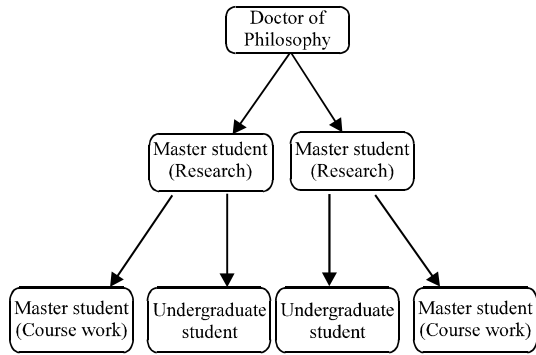 Doctor of
Philosophy
Master student
(Research)
Master student
(Research)
Master student
(Course work)
Undergraduate
student
Undergraduate
student
Master student
(Course work)